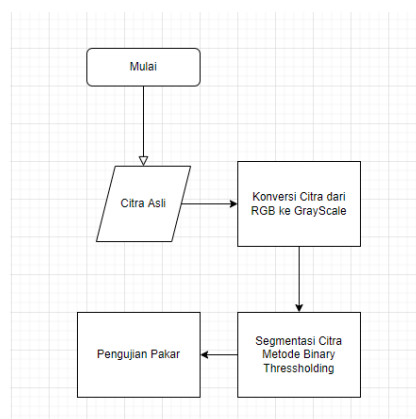 Mulai
Citra Asli
Konversi Citra dari
RGB ke GrayScale
Segmentasi Citra
Metode Binary
Thressholding
Pengujian Pakar